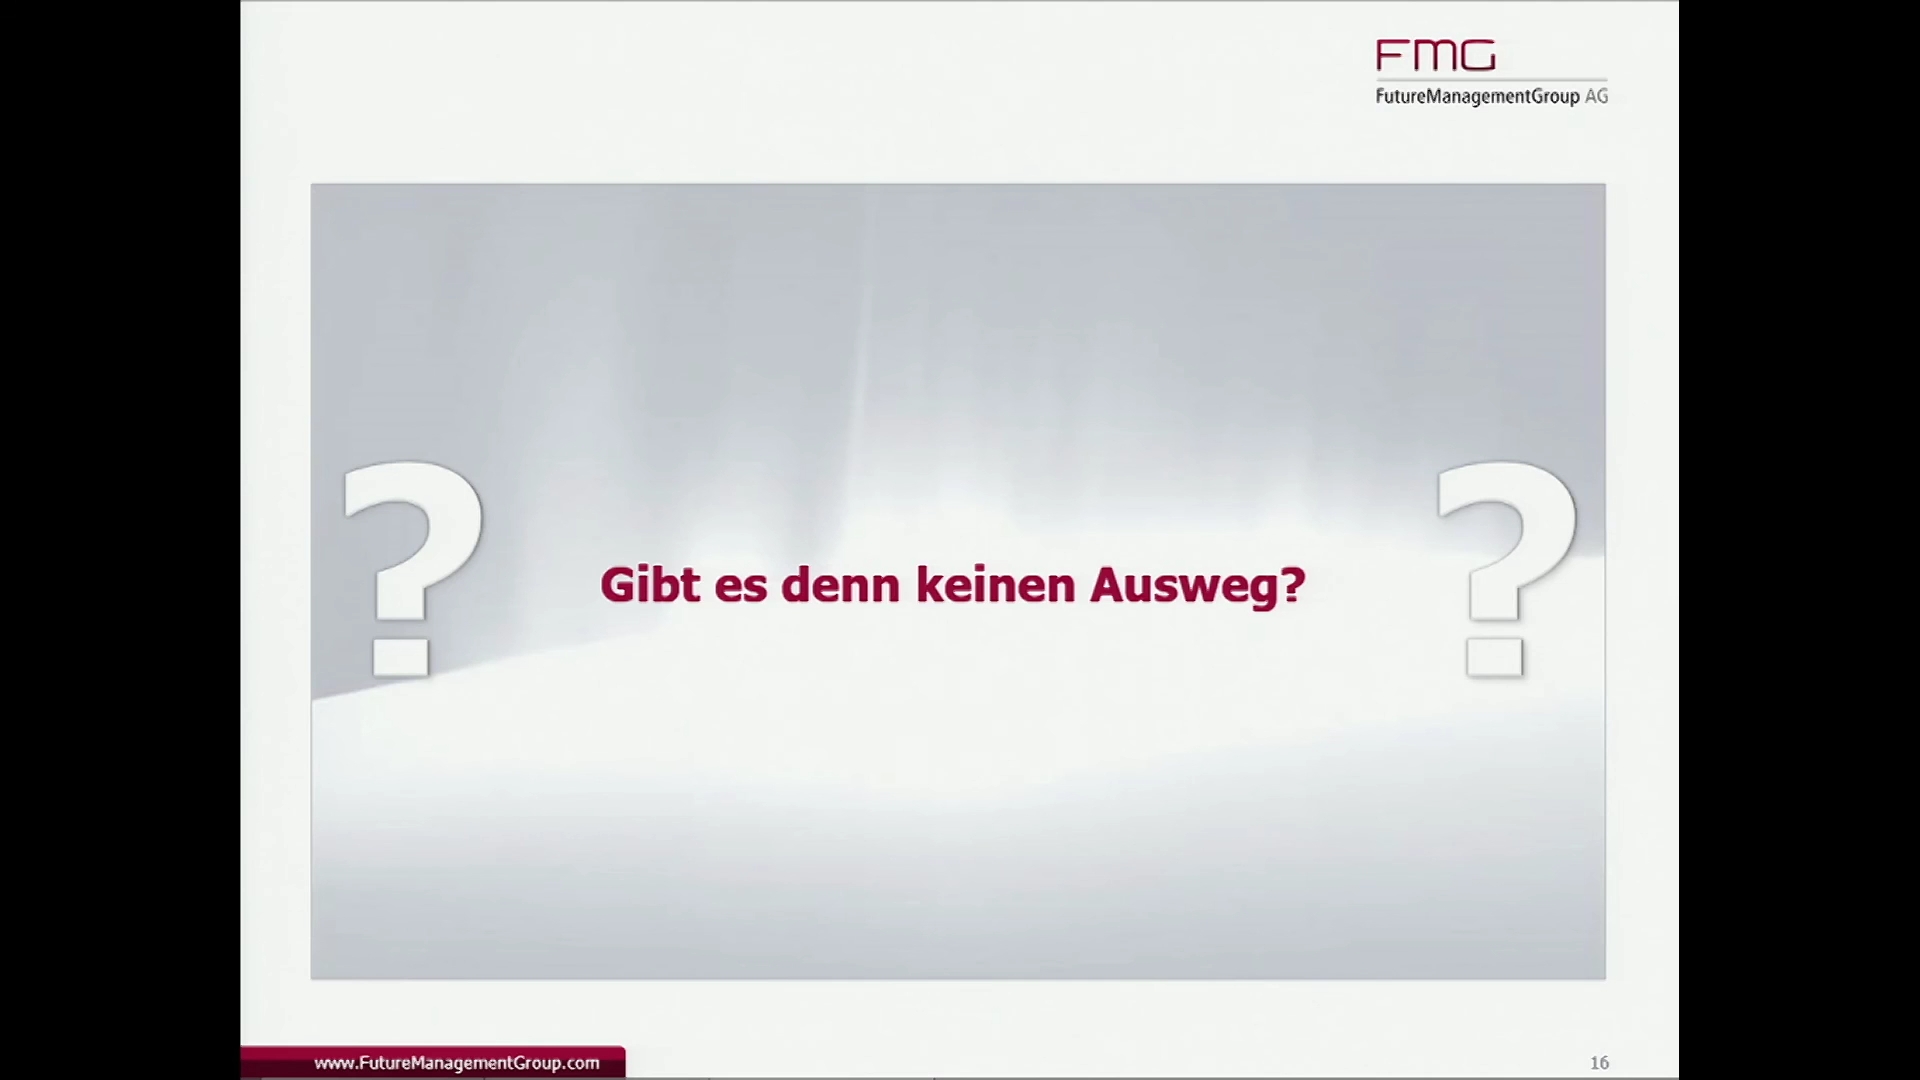 FMG
FutureManagementGroup AG
? ?
Gibt es denn keinen Ausweg?
www.FutureManagementGroup.com
16